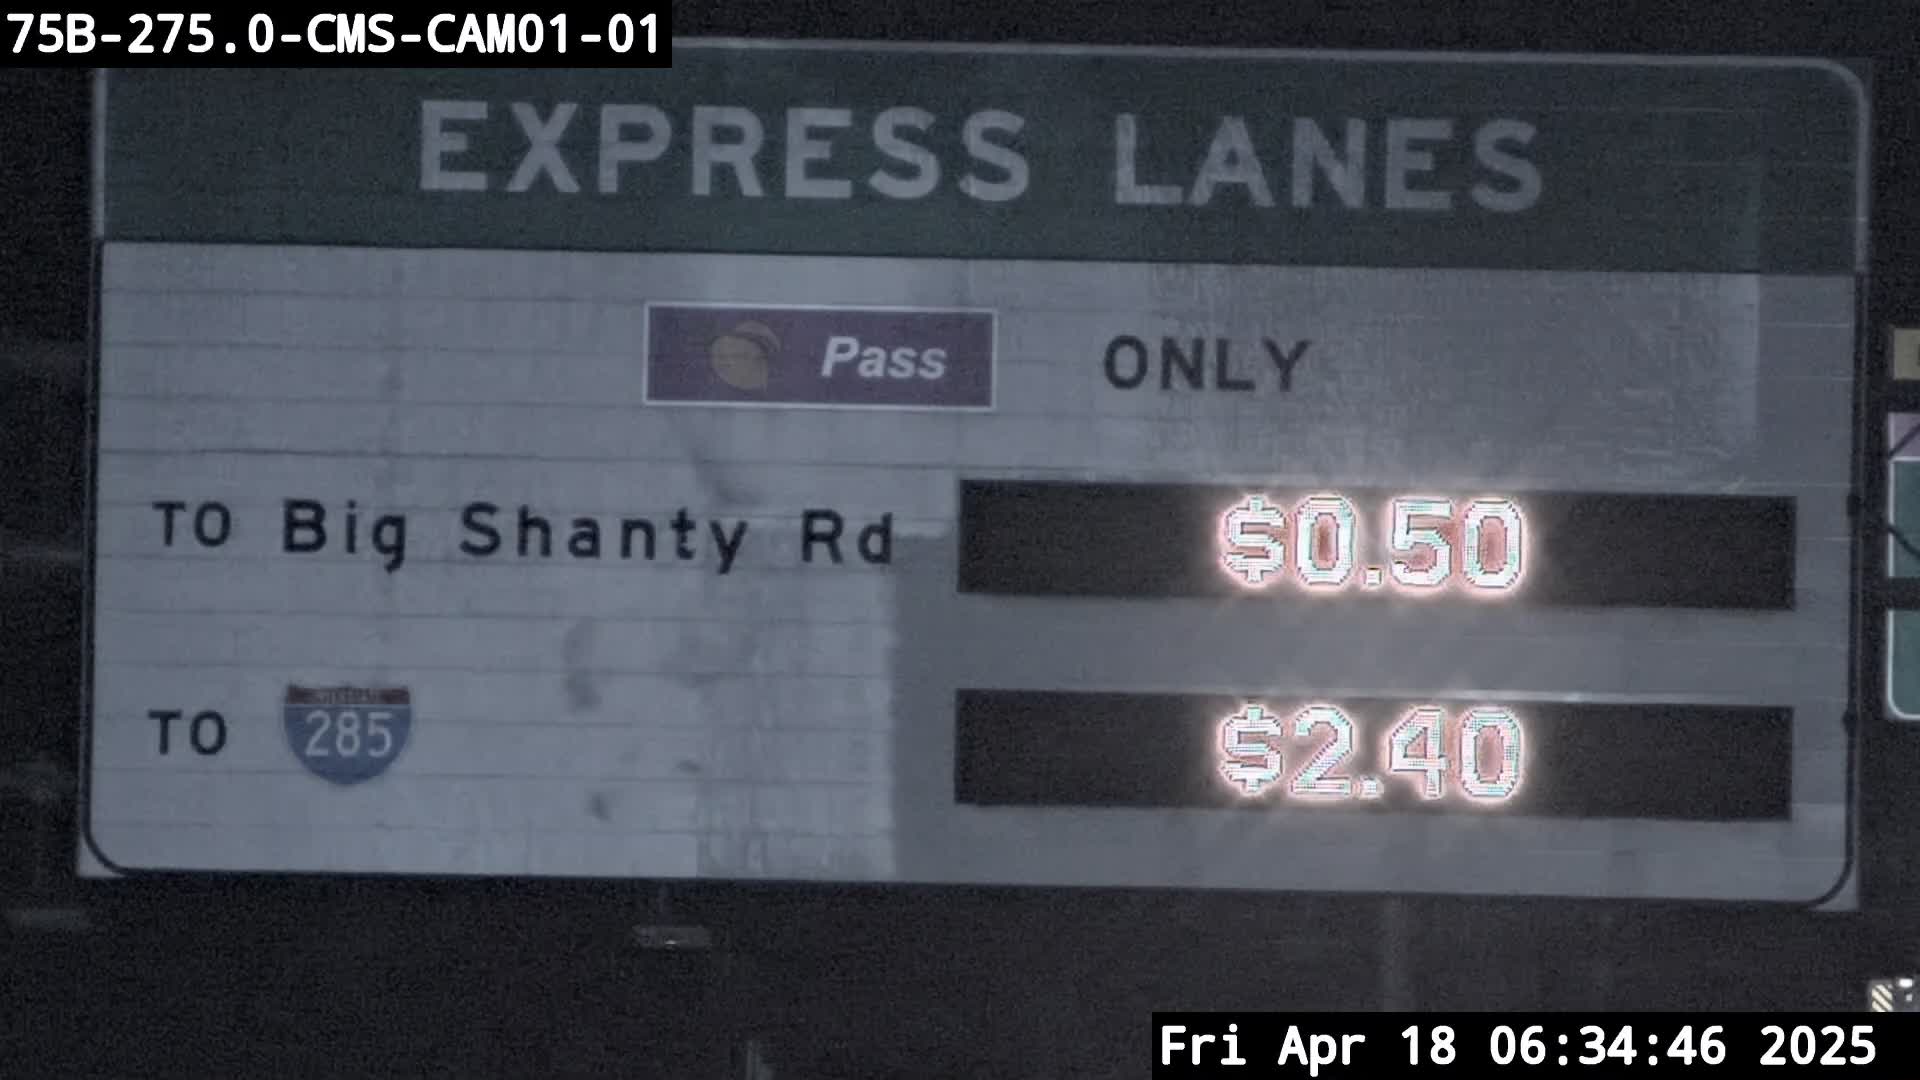 75B-275.0-CMS-CAM01-01
EXPRESS LANES
Pass ONLY
TO Big Shanty Rd $0.50
TO 285 $2.40
Fri Apr 18 06:34:46 2025